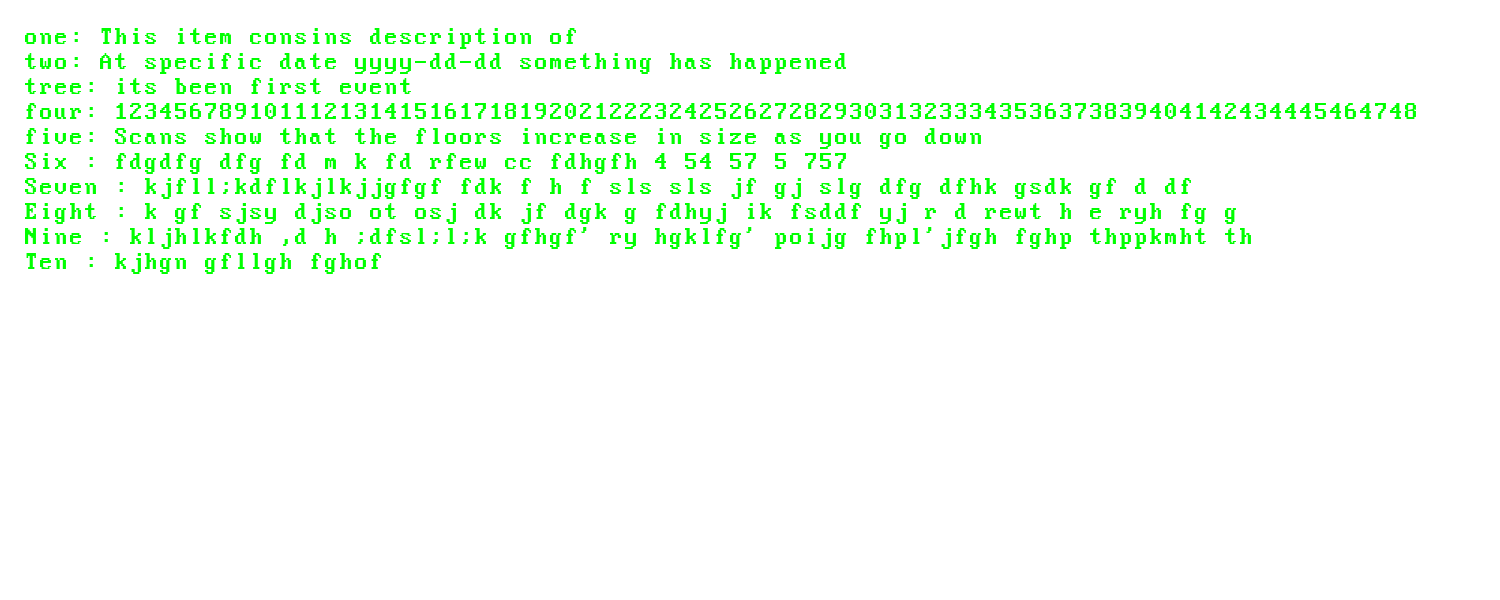 one: This item consins description of
two: At specific date yyyy-dd-dd something has happened
tree: its been first event
four: 123456789101112131415161718192021222324252627282930313233343536373839404142434445464748
five: Scans show that the floors increase in size as you go down
Six : fdgdfg dfg fd m k fd rfew cc fdhgfh 4 54 57 5 757
Seven : kjfll;kdflkjlkjjgfgf fdk f h f sls sls jf gj slg dfg dfhk gsdk gf d df
Eight : k gf sjsy djso ot osj dk jf dgk g fdhyj ik fsddf yj r d rewt h e ryh fg g
Nine : kljhlkfdh ,d h ;dfsl;l;k gfhgf' ry hgklfg' poijg fhpl'jfgh fghp thppkmht th
Ten : kjhgn gfllgh fghof